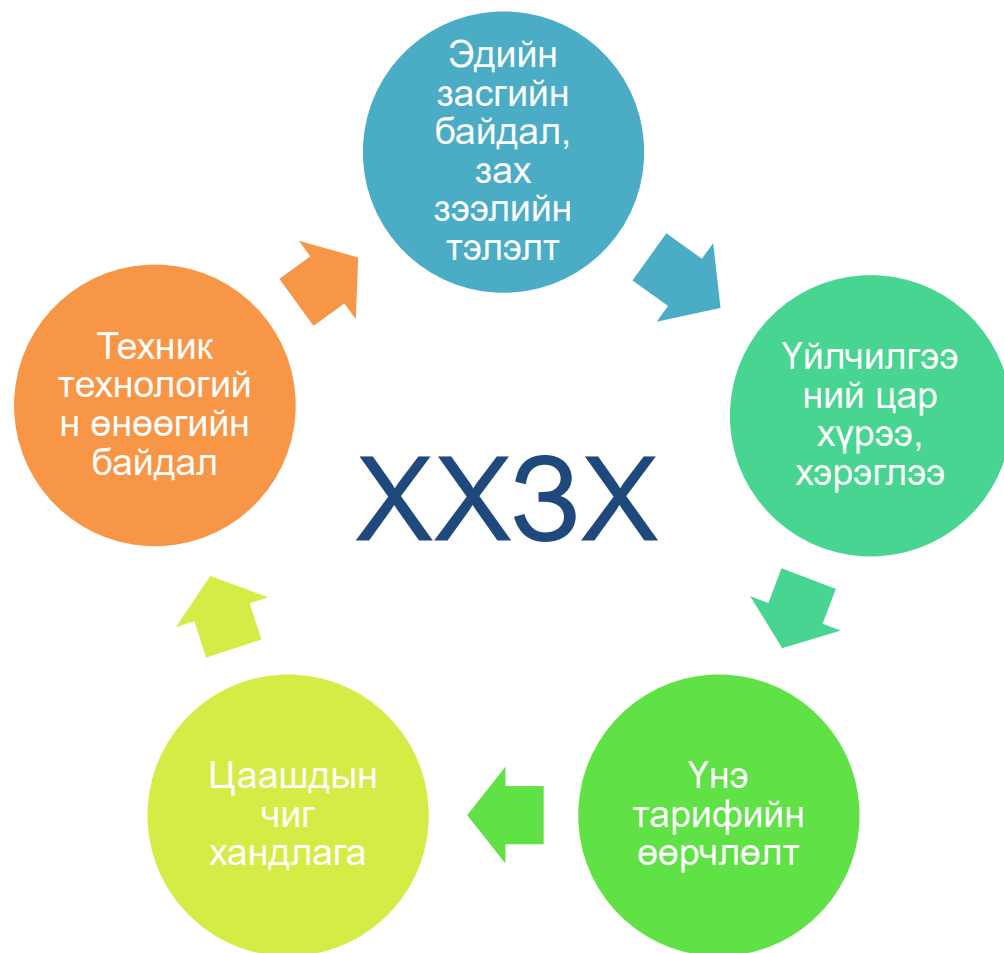 Эдийн
засгийн
байдал,
зах
зээлийн
тэлэлт
Үйлчилгээ
ний цар
хүрээ,
хэрэглээ
Үнэ
тарифийн
өөрчлөлт
Цаашдын
чиг
хандлага
Техник
технологий
н өнөөгийн
байдал
ХХЗХ